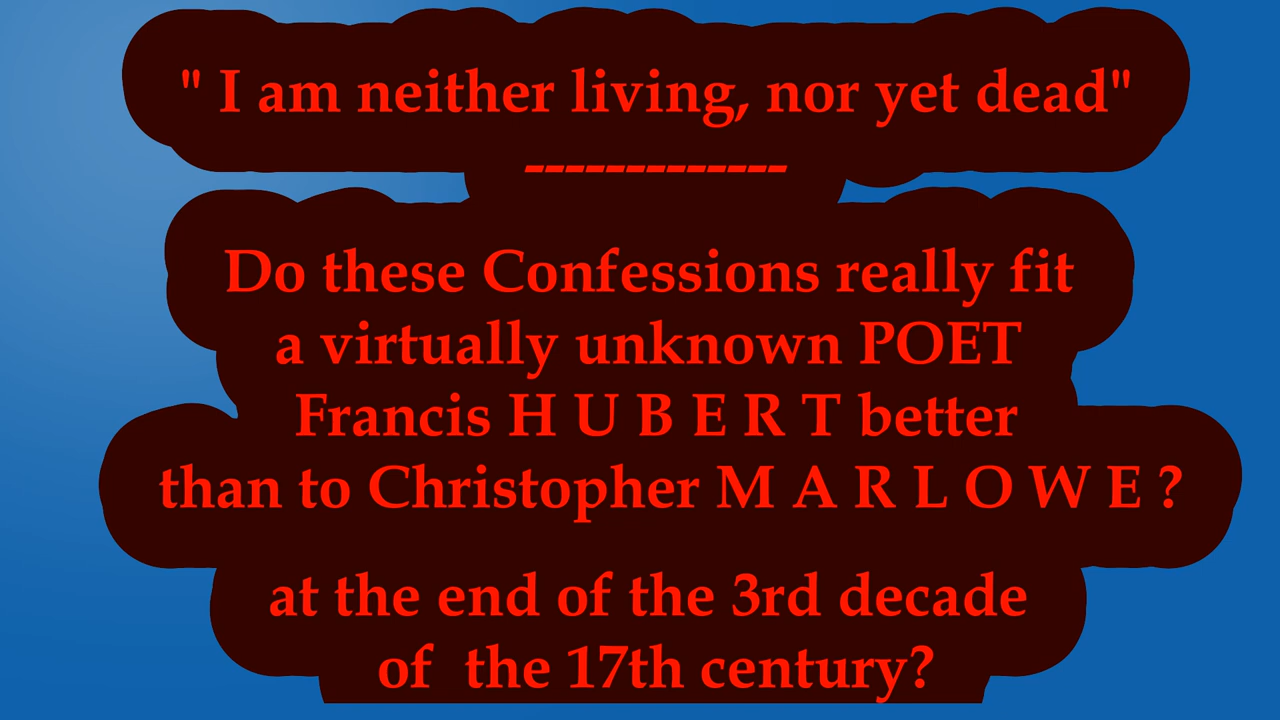 " I am neither living, nor yet dead"
-------------
Do these Confessions really fit
a virtually unknown POET
Francis H U B E R T better
than to Christopher M A R L O W E ?
at the end of the 3rd decade
of  the 17th century?